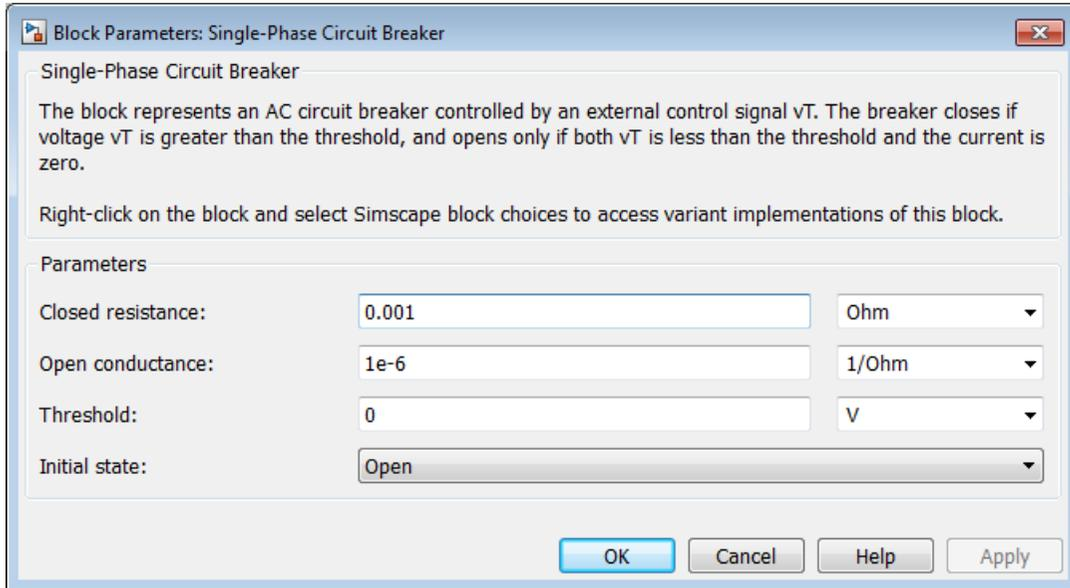 Block Parameters: Single-Phase Circuit Breaker
Single-Phase Circuit Breaker
The block represents an AC circuit breaker controlled by an external control signal vT. The breaker closes if
voltage vT is greater than the threshold, and opens only if both vT is less than the threshold and the current is
zero.
Right-click on the block and select Simscape block choices to access variant implementations of this block.
Parameters
Closed resistance: 0.001 Ohm
Open conductance: 1e-6 1/Ohm
Threshold: 0 V
Initial state: Open
OK Cancel Help Apply